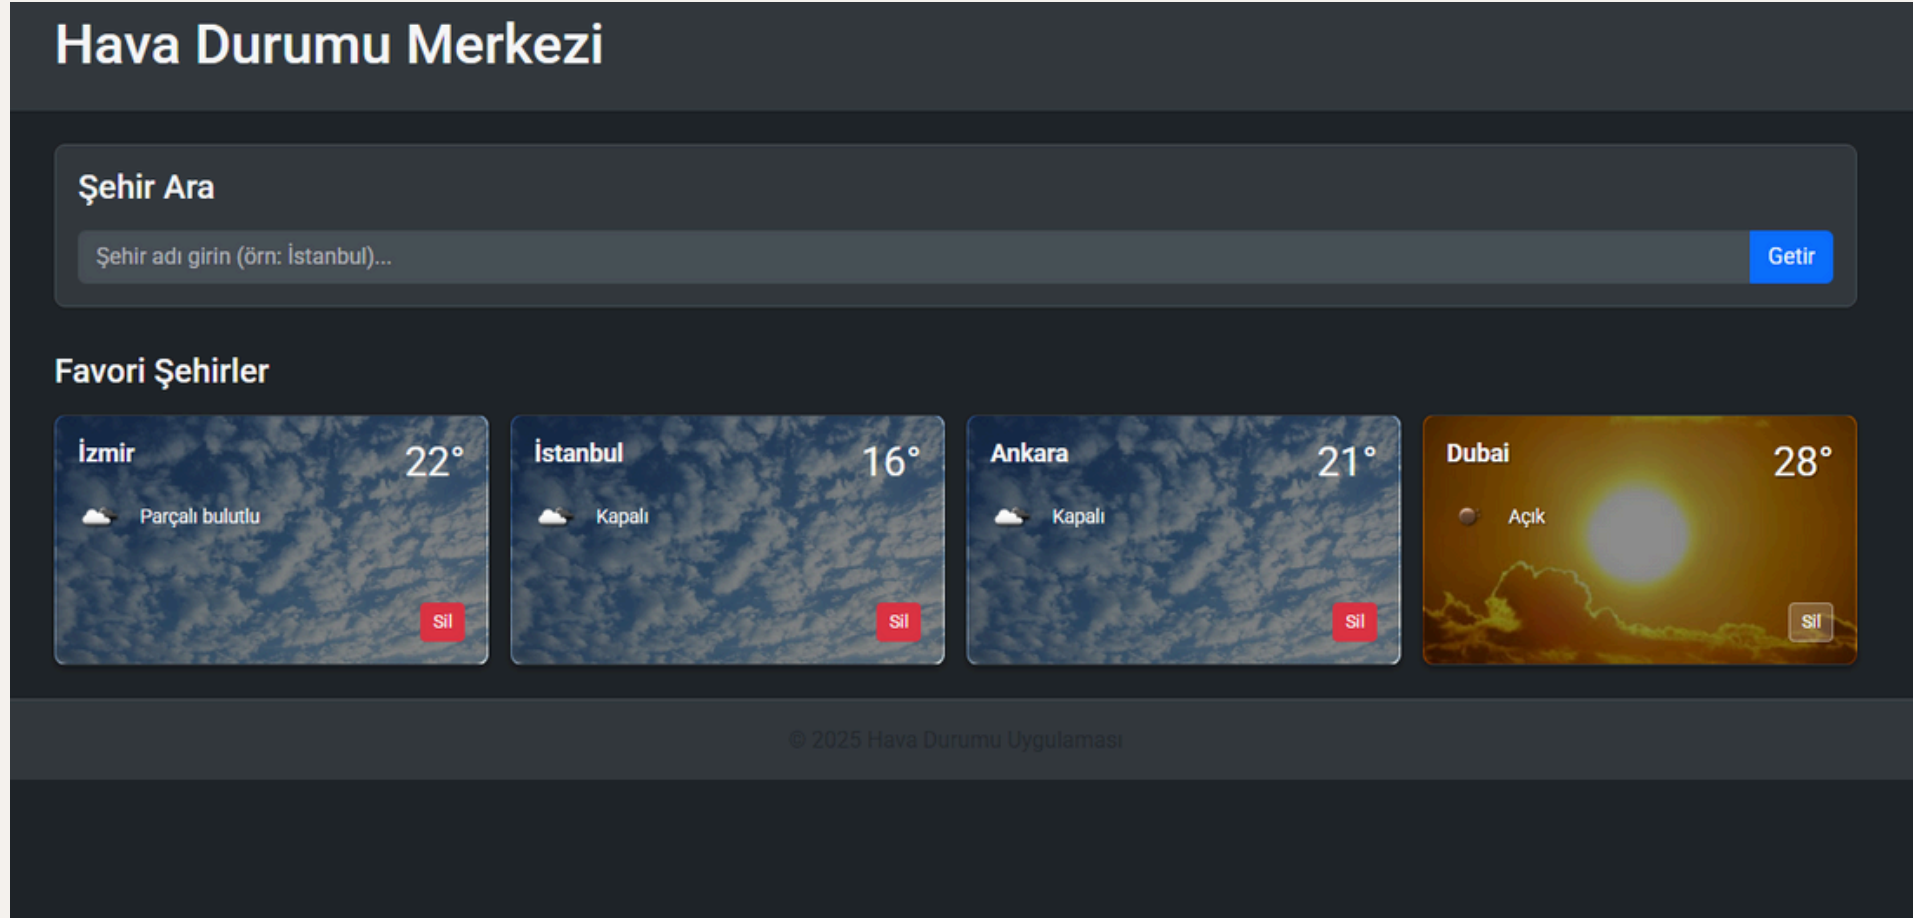 Hava Durumu Merkezi
Şehir Ara
Şehir adı girin (örn: İstanbul)...
Getir
Favori Şehirler
İzmir
22°
Parçalı bulutlu
Sil
İstanbul
16°
Kapalı
Sil
Ankara
21°
Kapalı
Sil
Dubai
28°
Açık
Sil
© 2025 Hava Durumu Uygulaması